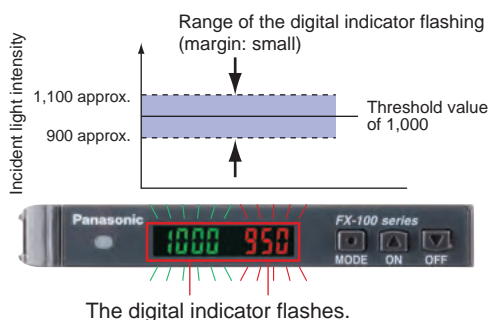 Range of the digital indicator flashing
(margin: small)
Incident light intensity
1,100 approx.
Threshold value
of 1,000
900 approx.
Panasonic
1000 950
FX-100 series
MODE ON OFF
The digital indicator flashes.